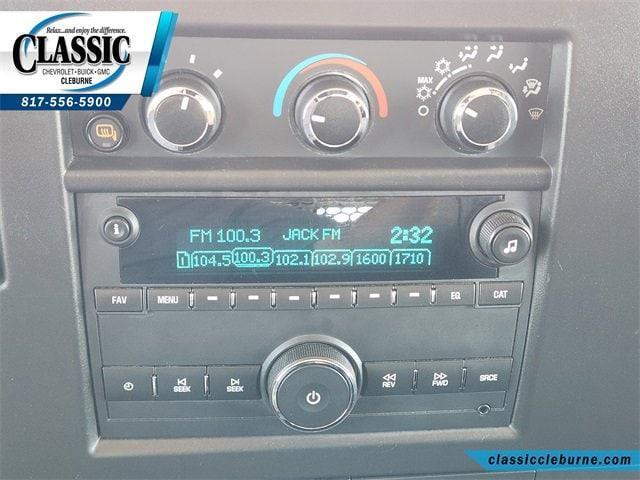 Relax...and enjoy the difference.
CLASSIC
CHEVROLET • BUICK • GMC
CLEBURNE
817-556-5900
MAX
i
FM 100.3 JACK FM 2:32
1 104.5 100.3 102.1 102.9 1600 1710
FAV MENU EQ CAT
SEEK SEEK REV FWD SRCE
classiccleburne.com